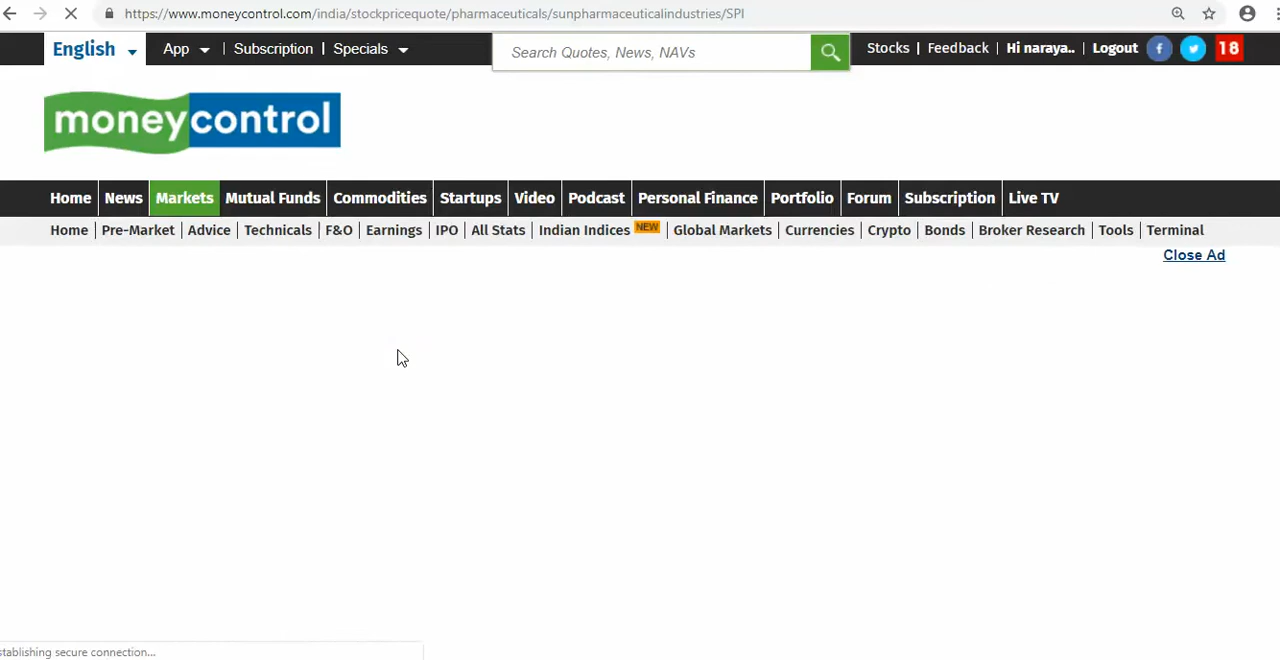 https://www.moneycontrol.com/india/stockpricequote/pharmaceuticals/sunpharmaceuticalindustries/SPI
English App | Subscription | Specials Search Quotes, News, NAVs Stocks | Feedback | Hi naraya.. | Logout f 18
moneycontrol
Home News Markets Mutual Funds Commodities Startups Video Podcast Personal Finance Portfolio Forum Subscription Live TV
Home | Pre-Market | Advice | Technicals | F&O | Earnings | IPO | All Stats | Indian Indices NEW | Global Markets | Currencies | Crypto | Bonds | Broker Research | Tools | Terminal
Close Ad
stablishing secure connection...